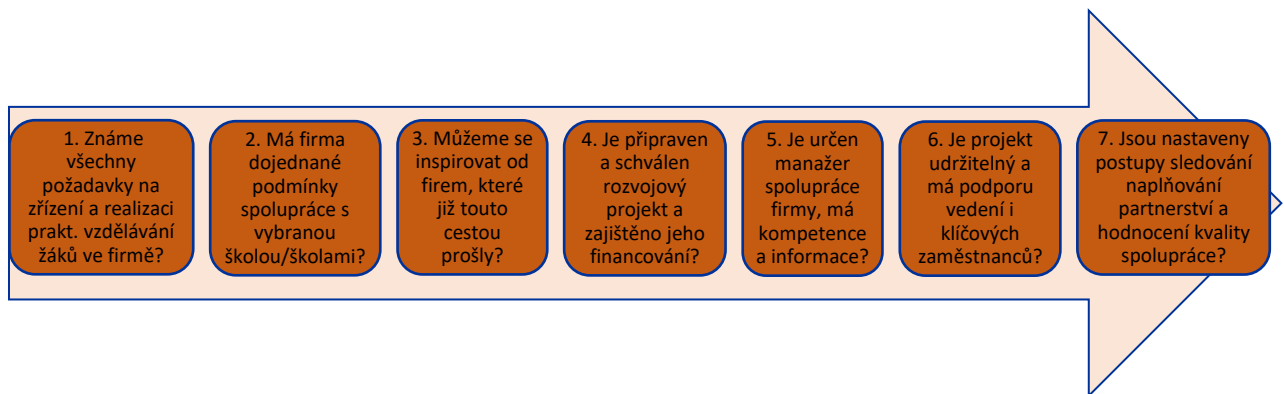 1. Známe
všechny
požadavky na
zřízení a realizaci
prakt. vzdělávání
žáků ve firmě?
2. Má firma
dojednané
podmínky
spolupráce s
vybranou
školou/školami?
3. Můžeme se
inspirovat od
firem, které
již touto
cestou
prošly?
4. Je připraven
a schválen
rozvojový
projekt a
zajištěno jeho
financování?
5. Je určen
manažer
spolupráce
firmy, má
kompetence
a informace?
6. Je projekt
udržitelný a
má podporu
vedení i
klíčových
zaměstnanců?
7. Jsou nastaveny
postupy sledování
naplňování
partnerství a
hodnocení kvality
spolupráce?